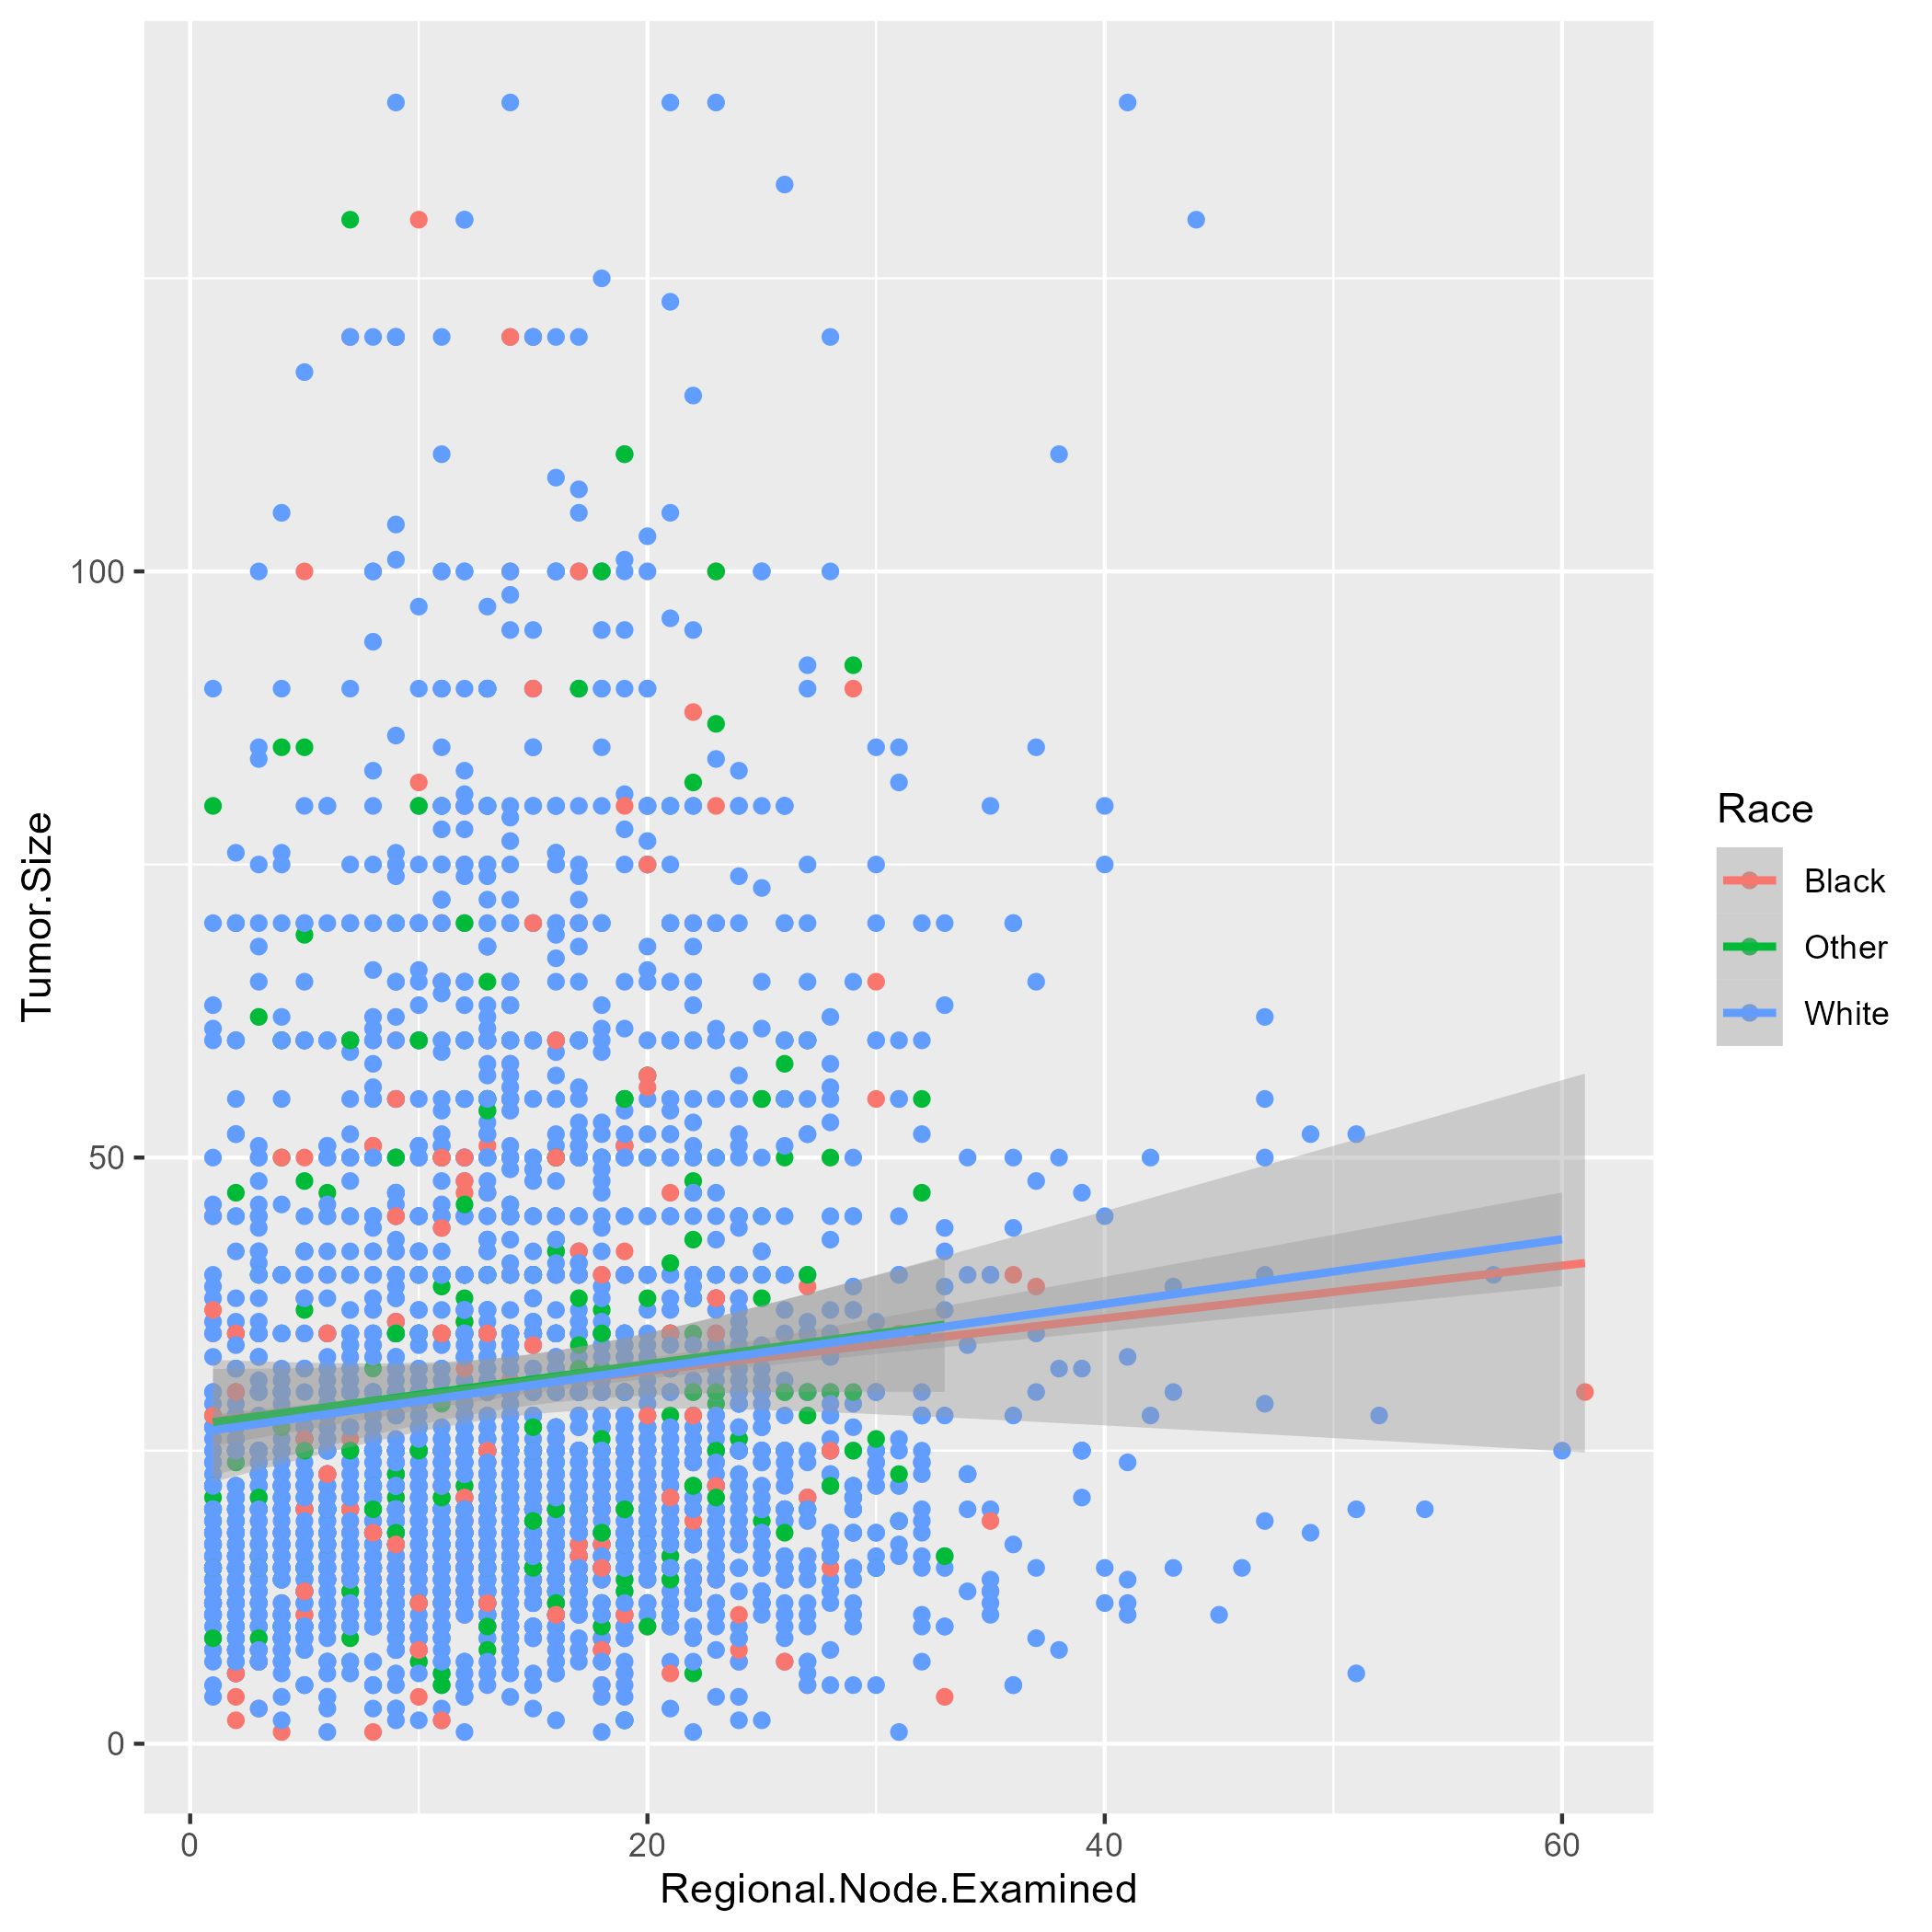 100
50
0
0 20 40 60
Regional.Node.Examined
Tumor.Size
Race
Black
Other
White